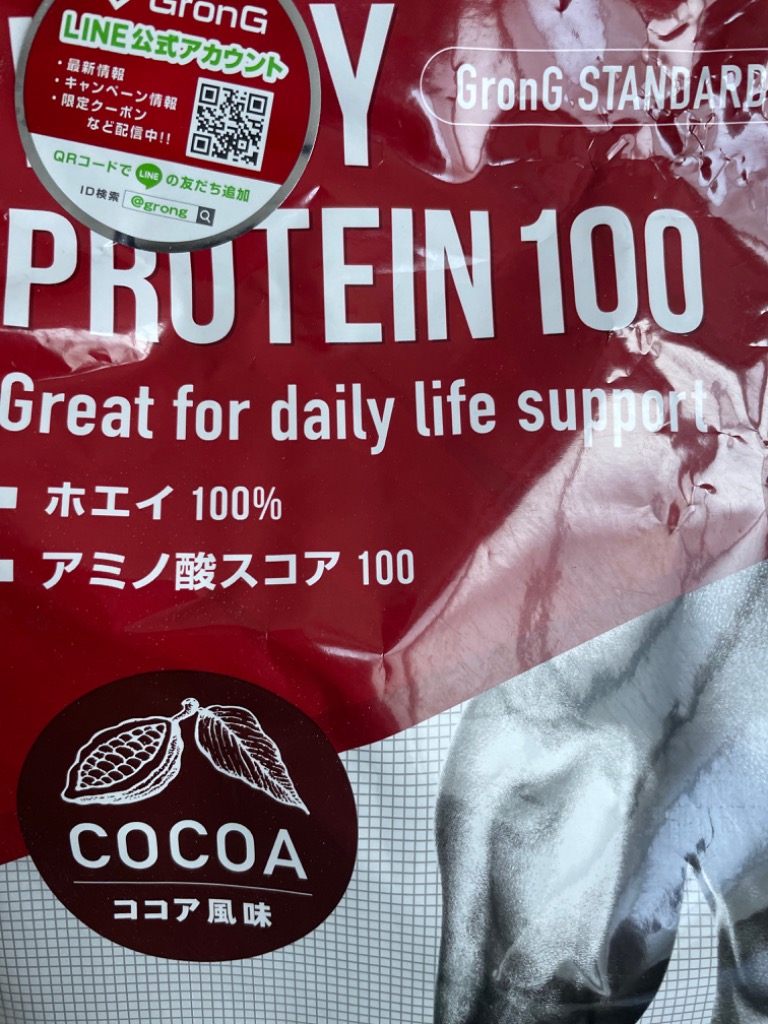 GronG
LINE公式アカウント
・最新情報
・キャンペーン情報
・限定クーポン
など配信中!!
QRコードで LINE の友だち追加
ID検索 @grong
Y
GronG STANDARD
PROTEIN 100
Great for daily life support
ホエイ 100%
アミノ酸スコア 100
COCOA
ココア風味